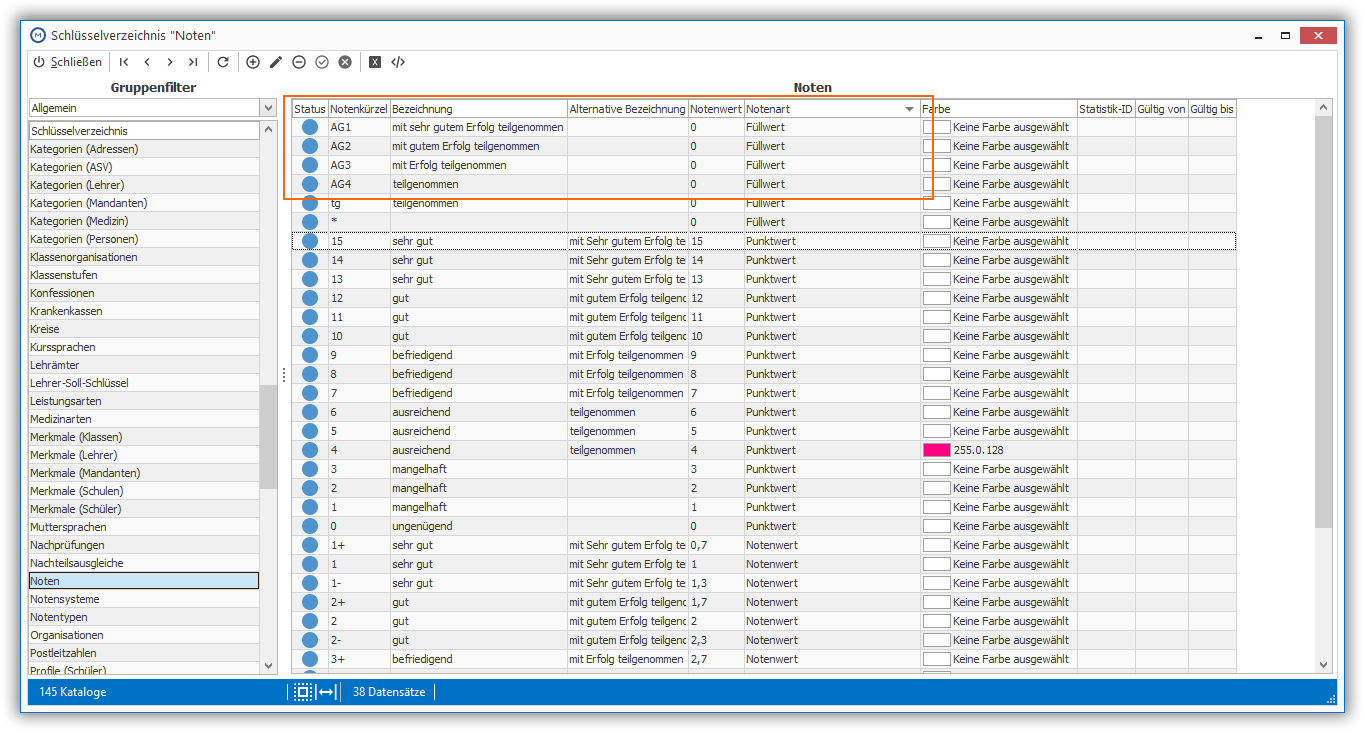 Schlüsselverzeichnis "Noten"
Schließen
Gruppenfilter
Allgemein
Schlüsselverzeichnis
Kategorien (Adressen)
Kategorien (ASV)
Kategorien (Lehrer)
Kategorien (Mandanten)
Kategorien (Medizin)
Kategorien (Personen)
Klassenorganisationen
Klassenstufen
Konfessionen
Krankenkassen
Kreise
Kurssprachen
Lehrämter
Lehrer-Soll-Schlüssel
Leistungsarten
Medizinarten
Merkmale (Klassen)
Merkmale (Lehrer)
Merkmale (Mandanten)
Merkmale (Schulen)
Merkmale (Schüler)
Muttersprachen
Nachprüfungen
Nachteilsausgleiche
Noten
Notensysteme
Notentypen
Organisationen
Postleitzahlen
Profile (Schüler)
Noten
Status Notenkürzel Bezeichnung Alternative Bezeichnung Notenwert Notenart Farbe Statistik-ID Gültig von Gültig bis
AG1 mit sehr gutem Erfolg teilgenommen 0 Füllwert Keine Farbe ausgewählt
AG2 mit gutem Erfolg teilgenommen 0 Füllwert Keine Farbe ausgewählt
AG3 mit Erfolg teilgenommen 0 Füllwert Keine Farbe ausgewählt
AG4 teilgenommen 0 Füllwert Keine Farbe ausgewählt
tg teilgenommen 0 Füllwert Keine Farbe ausgewählt
* 0 Füllwert Keine Farbe ausgewählt
15 sehr gut mit Sehr gutem Erfolg te 15 Punktwert Keine Farbe ausgewählt
14 sehr gut mit Sehr gutem Erfolg te 14 Punktwert Keine Farbe ausgewählt
13 sehr gut mit Sehr gutem Erfolg te 13 Punktwert Keine Farbe ausgewählt
12 gut mit gutem Erfolg teilgenc 12 Punktwert Keine Farbe ausgewählt
11 gut mit gutem Erfolg teilgenc 11 Punktwert Keine Farbe ausgewählt
10 gut mit gutem Erfolg teilgenc 10 Punktwert Keine Farbe ausgewählt
9 befriedigend mit Erfolg teilgenommen 9 Punktwert Keine Farbe ausgewählt
8 befriedigend mit Erfolg teilgenommen 8 Punktwert Keine Farbe ausgewählt
7 befriedigend mit Erfolg teilgenommen 7 Punktwert Keine Farbe ausgewählt
6 ausreichend teilgenommen 6 Punktwert Keine Farbe ausgewählt
5 ausreichend teilgenommen 5 Punktwert Keine Farbe ausgewählt
4 ausreichend teilgenommen 4 Punktwert 255.0.128
3 mangelhaft 3 Punktwert Keine Farbe ausgewählt
2 mangelhaft 2 Punktwert Keine Farbe ausgewählt
1 mangelhaft 1 Punktwert Keine Farbe ausgewählt
0 ungenügend 0 Punktwert Keine Farbe ausgewählt
1+ sehr gut mit Sehr gutem Erfolg te 0,7 Notenwert Keine Farbe ausgewählt
1 sehr gut mit Sehr gutem Erfolg te 1 Notenwert Keine Farbe ausgewählt
1- sehr gut mit Sehr gutem Erfolg te 1,3 Notenwert Keine Farbe ausgewählt
2+ gut mit gutem Erfolg teilgenc 1,7 Notenwert Keine Farbe ausgewählt
2 gut mit gutem Erfolg teilgenc 2 Notenwert Keine Farbe ausgewählt
2- gut mit gutem Erfolg teilgenc 2,3 Notenwert Keine Farbe ausgewählt
3+ befriedigend mit Erfolg teilgenommen 2,7 Notenwert Keine Farbe ausgewählt
145 Kataloge
38 Datensätze